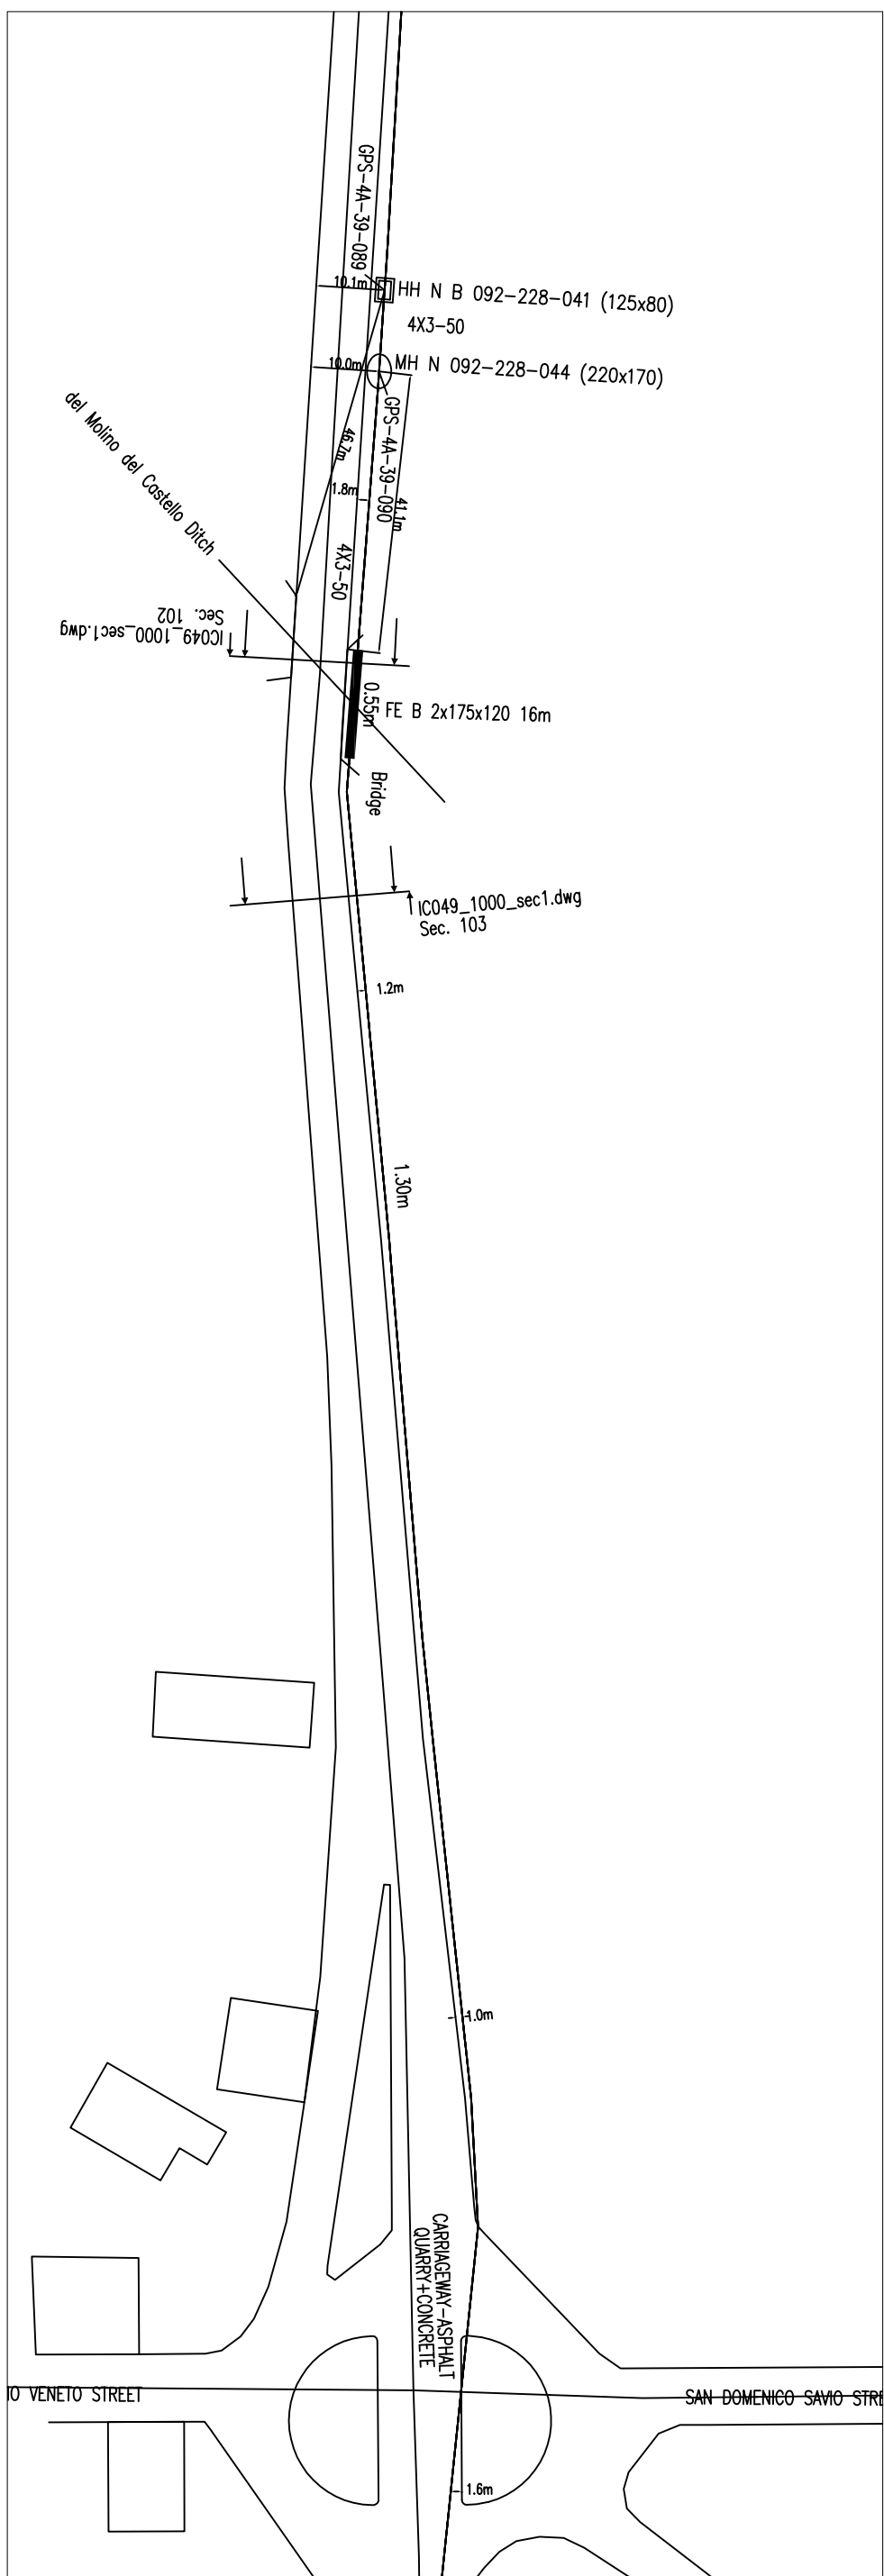 GPS-4A-39-089
10.1m
HH N B 092-228-041 (125x80)
4X3-50
10.0m
MH N 092-228-044 (220x170)
GPS-4A-39-090
46.7m
1.8m
41.1m
del Molino del Castello Ditch
4X3-50
Sec. 102
IC049_1000_sec1.dwg
0.55m
FE B 2x175x120 16m
Bridge
IC049_1000_sec1.dwg
Sec. 103
1.2m
1.30m
1.0m
CARRIAGEWAY-ASPHALT
QUARRY+CONCRETE
IO VENETO STREET
SAN DOMENICO SAVIO STRE
1.6m